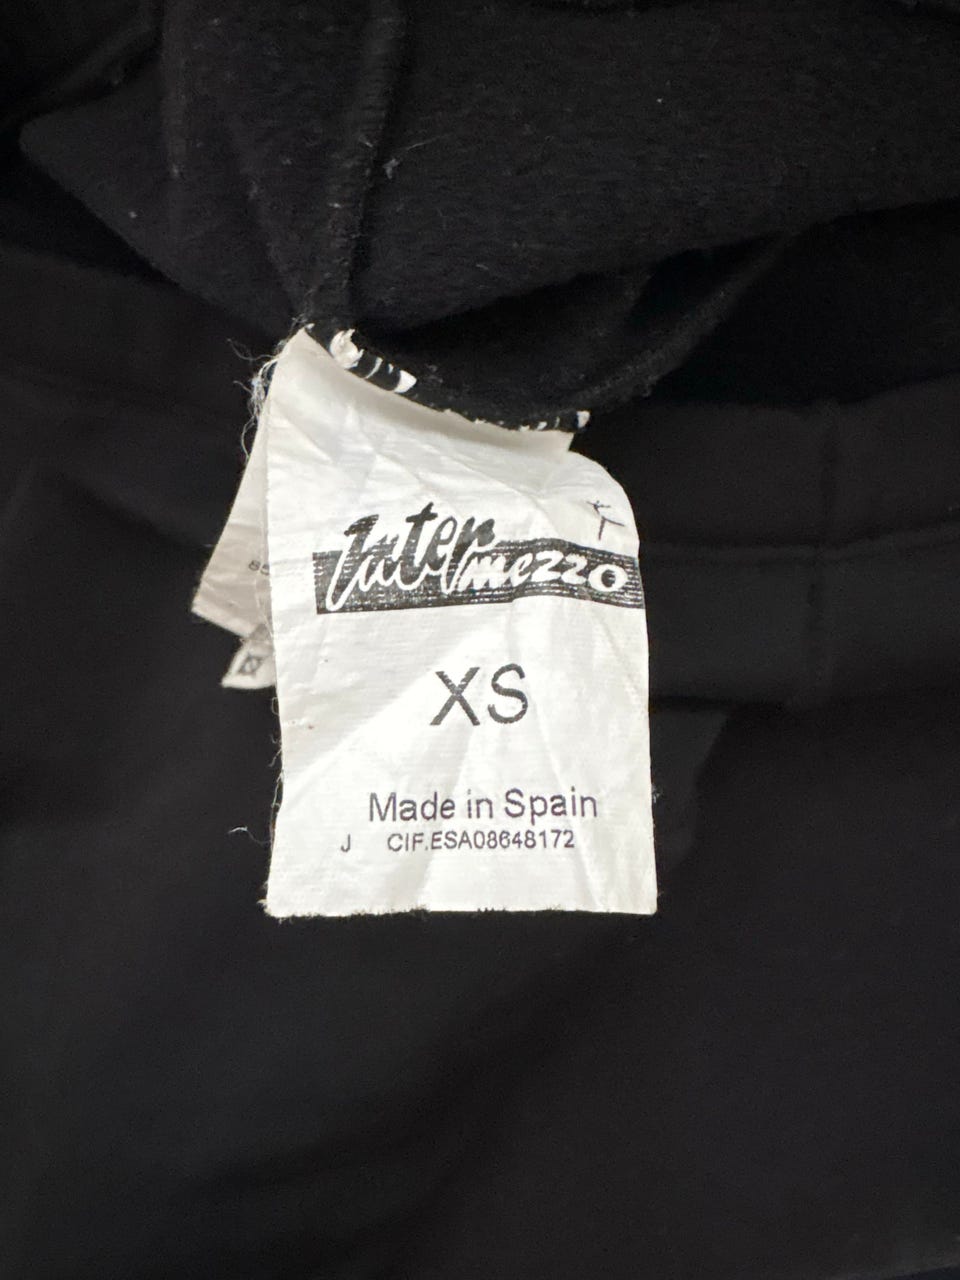 Intermezzo
XS
Made in Spain
J CIF.ESA08648172